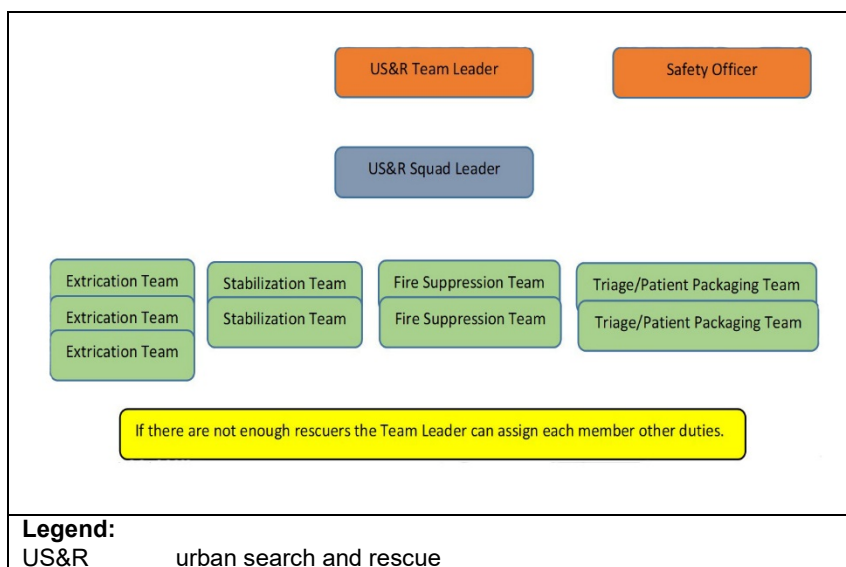 US&R Team Leader
Safety Officer
US&R Squad Leader
Extrication Team
Extrication Team
Extrication Team
Stabilization Team
Stabilization Team
Fire Suppression Team
Fire Suppression Team
Triage/Patient Packaging Team
Triage/Patient Packaging Team
If there are not enough rescuers the Team Leader can assign each member other duties.
Legend:
US&R urban search and rescue